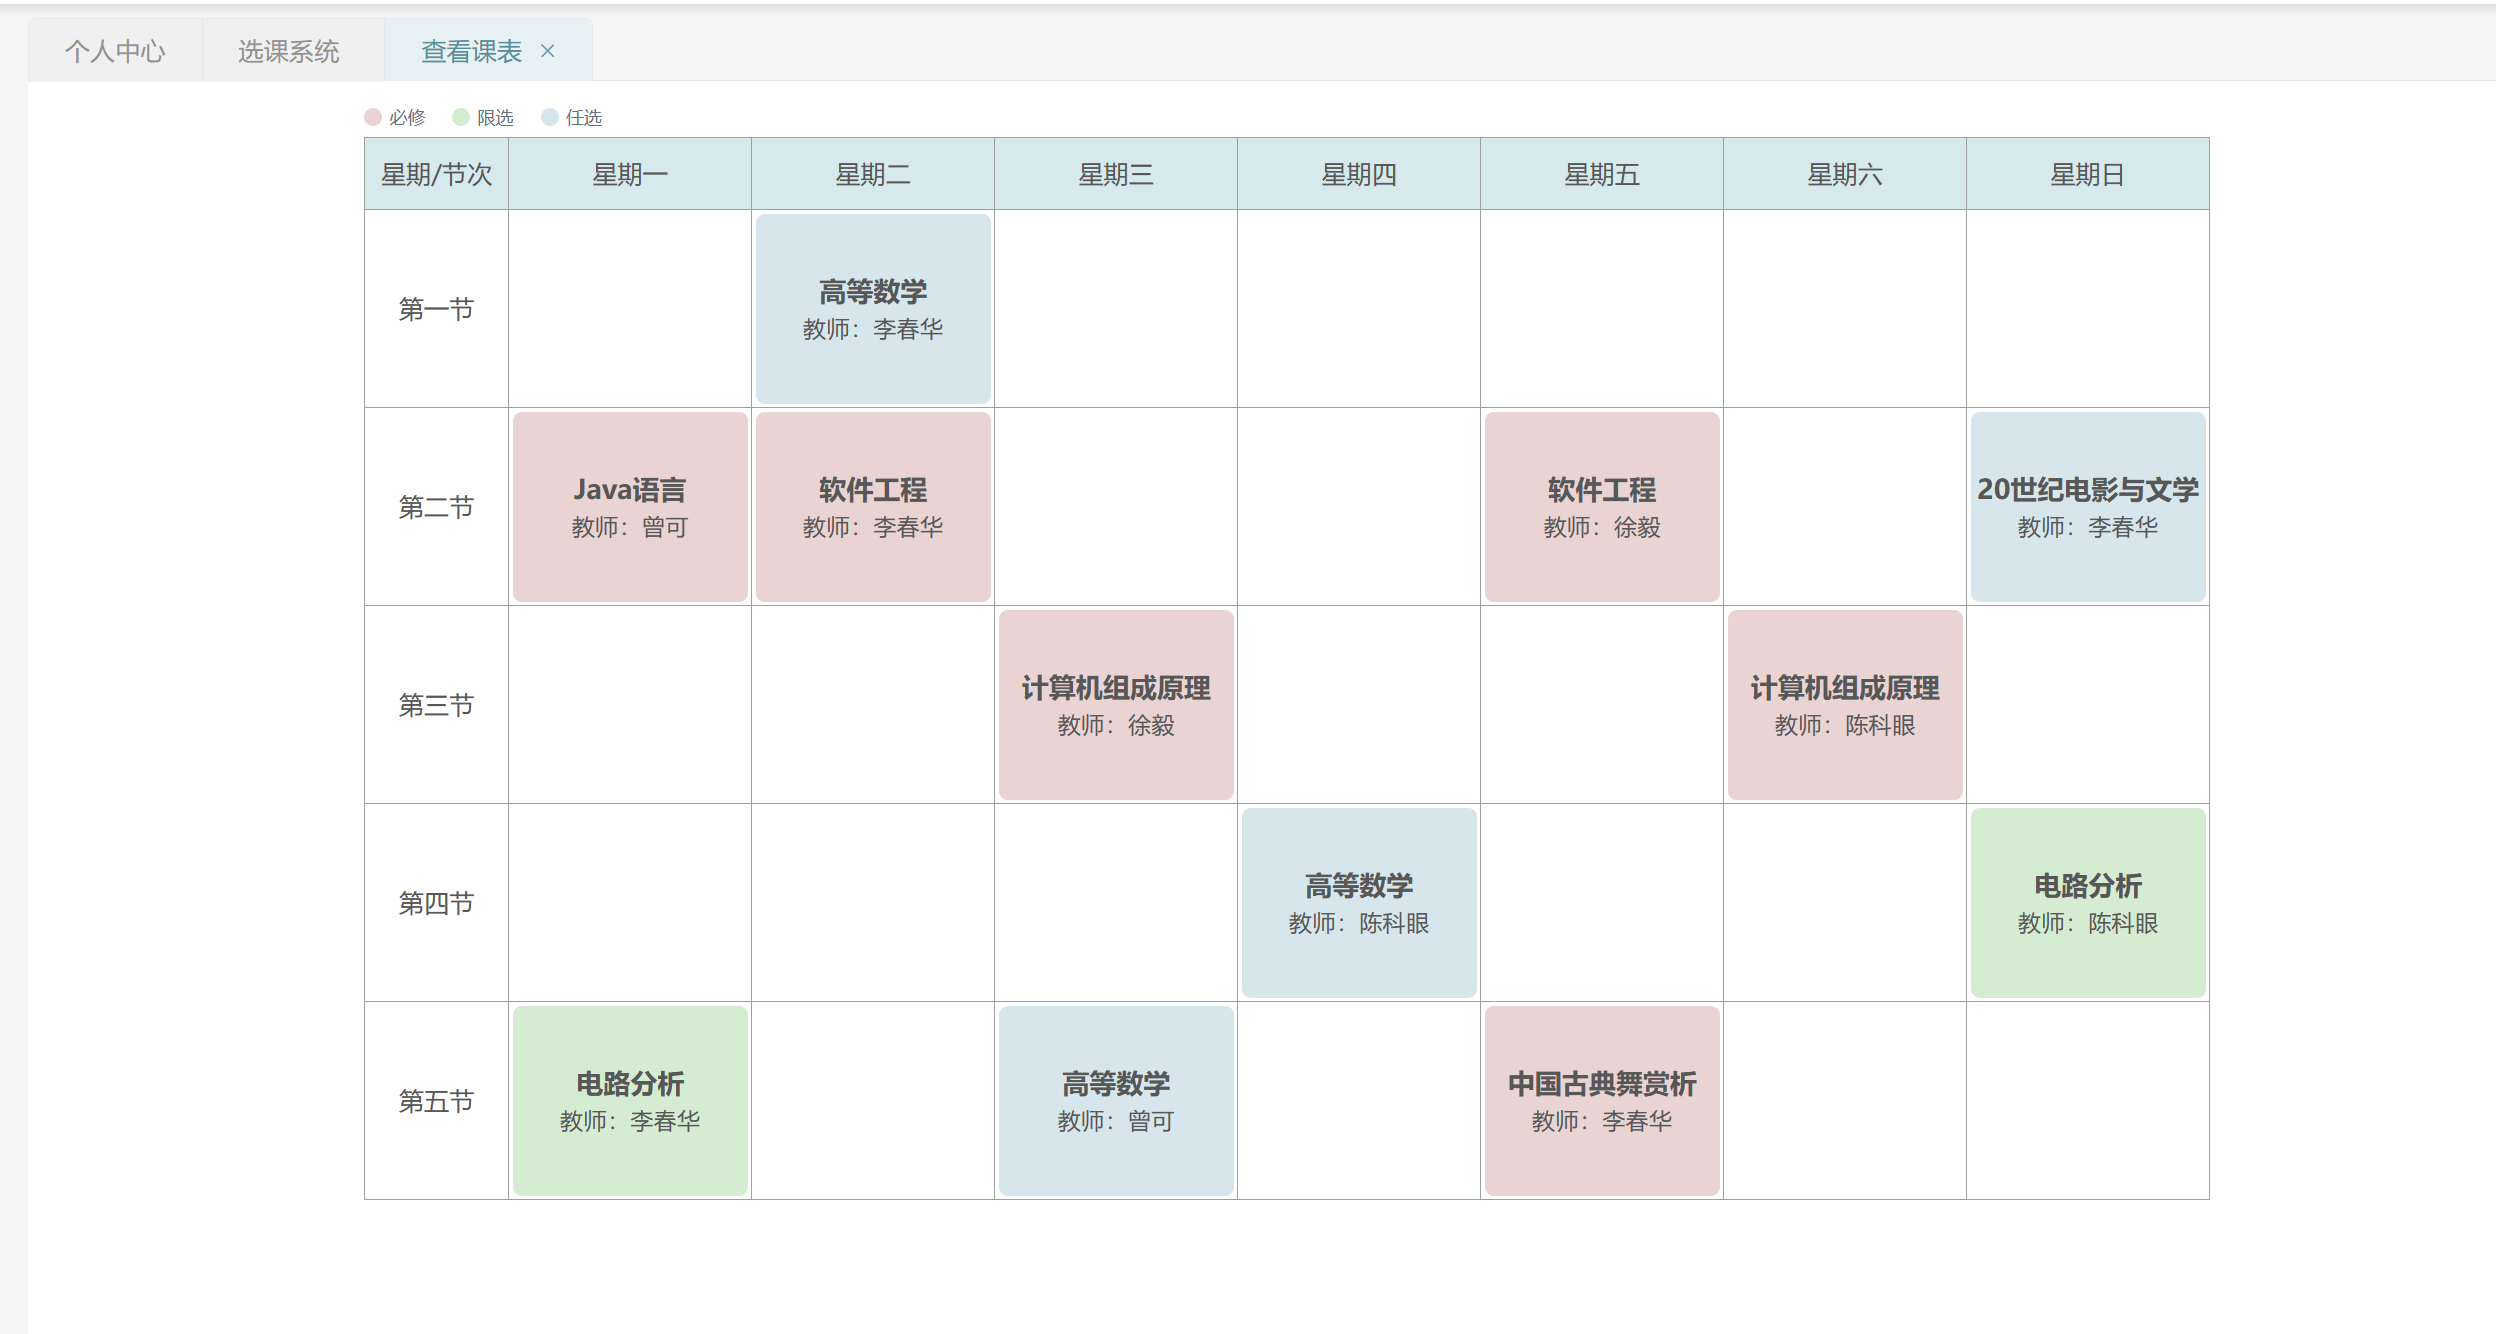 个人中心 选课系统 查看课表
必修 限选 任选
星期/节次 星期一 星期二 星期三 星期四 星期五 星期六 星期日
第一节
高等数学
教师：李春华
第二节
Java语言
教师：曾可
软件工程
教师：李春华
软件工程
教师：徐毅
20世纪电影与文学
教师：李春华
第三节
计算机组成原理
教师：徐毅
计算机组成原理
教师：陈科眼
第四节
高等数学
教师：陈科眼
电路分析
教师：陈科眼
第五节
电路分析
教师：李春华
高等数学
教师：曾可
中国古典舞赏析
教师：李春华